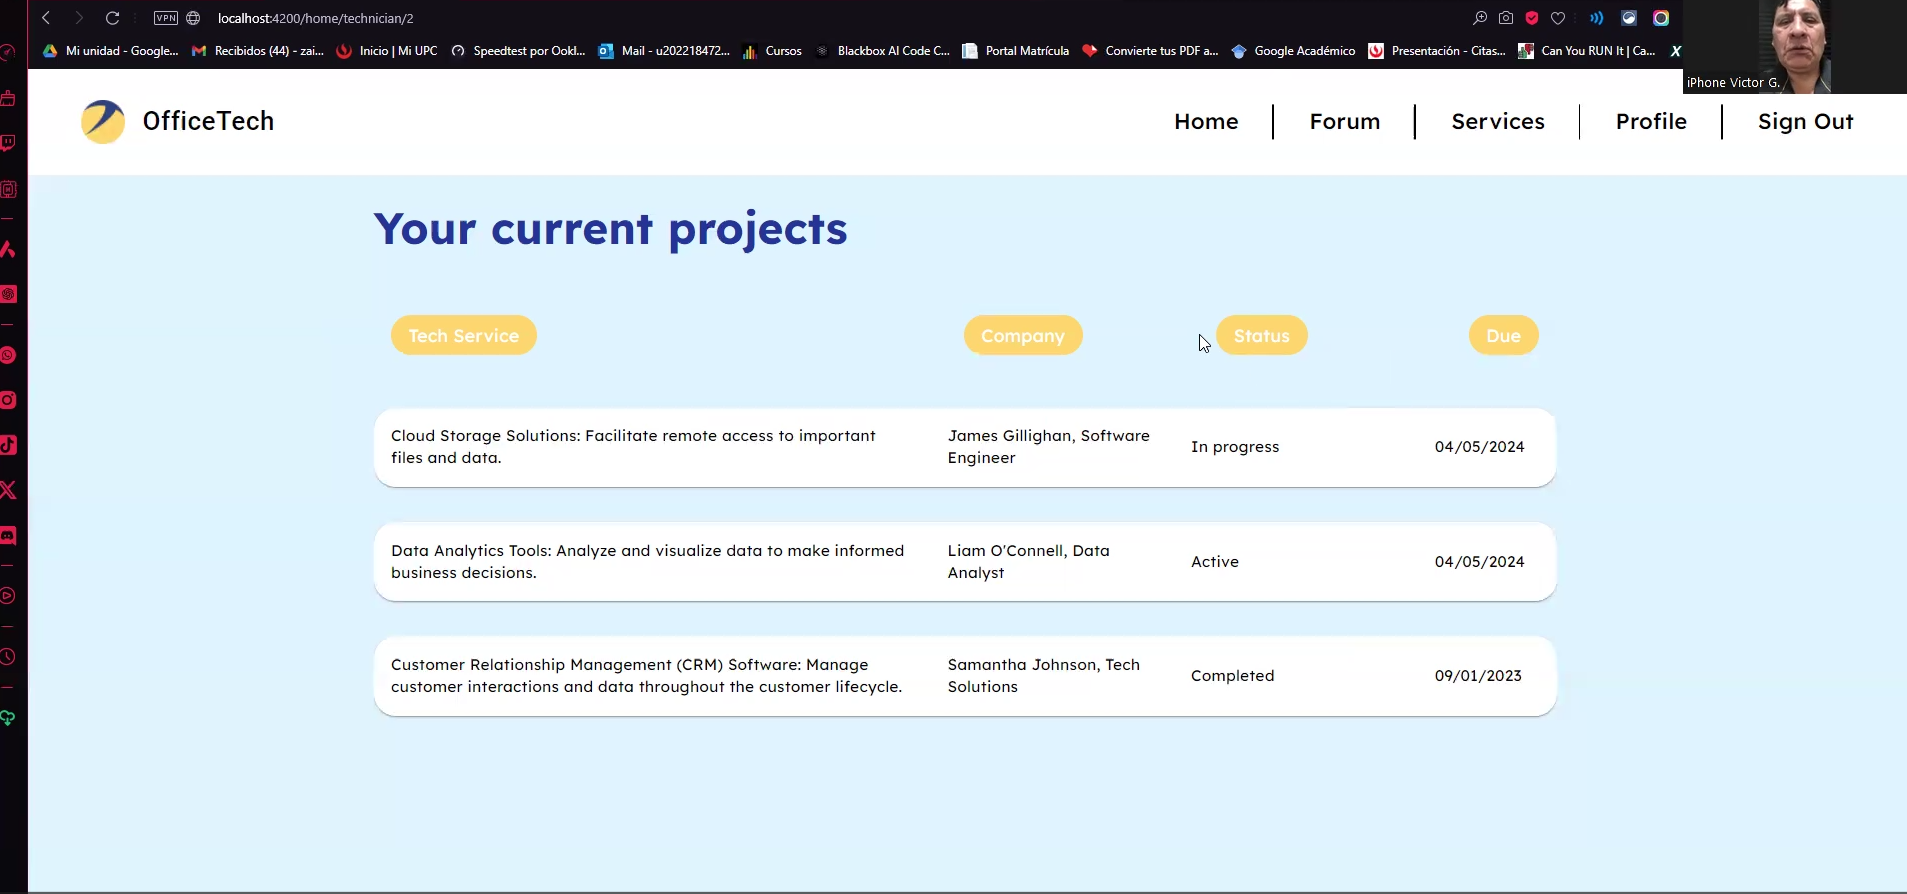 VPN
localhost:4200/home/technician/2
Mi unidad - Google...
Recibidos (44) - zai...
Inicio | Mi UPC
Speedtest por Ookl...
Mail - u202218472...
Cursos
Blackbox AI Code C...
Portal Matrícula
Convierte tus PDF a...
Google Académico
Presentación - Citas...
Can You RUN It | Ca...
iPhone Victor G.
OfficeTech
Home
Forum
Services
Profile
Sign Out
Your current projects
Tech Service
Company
Status
Due
Cloud Storage Solutions: Facilitate remote access to important
files and data.
James Gillighan, Software
Engineer
In progress
04/05/2024
Data Analytics Tools: Analyze and visualize data to make informed
business decisions.
Liam O'Connell, Data
Analyst
Active
04/05/2024
Customer Relationship Management (CRM) Software: Manage
customer interactions and data throughout the customer lifecycle.
Samantha Johnson, Tech
Solutions
Completed
09/01/2023